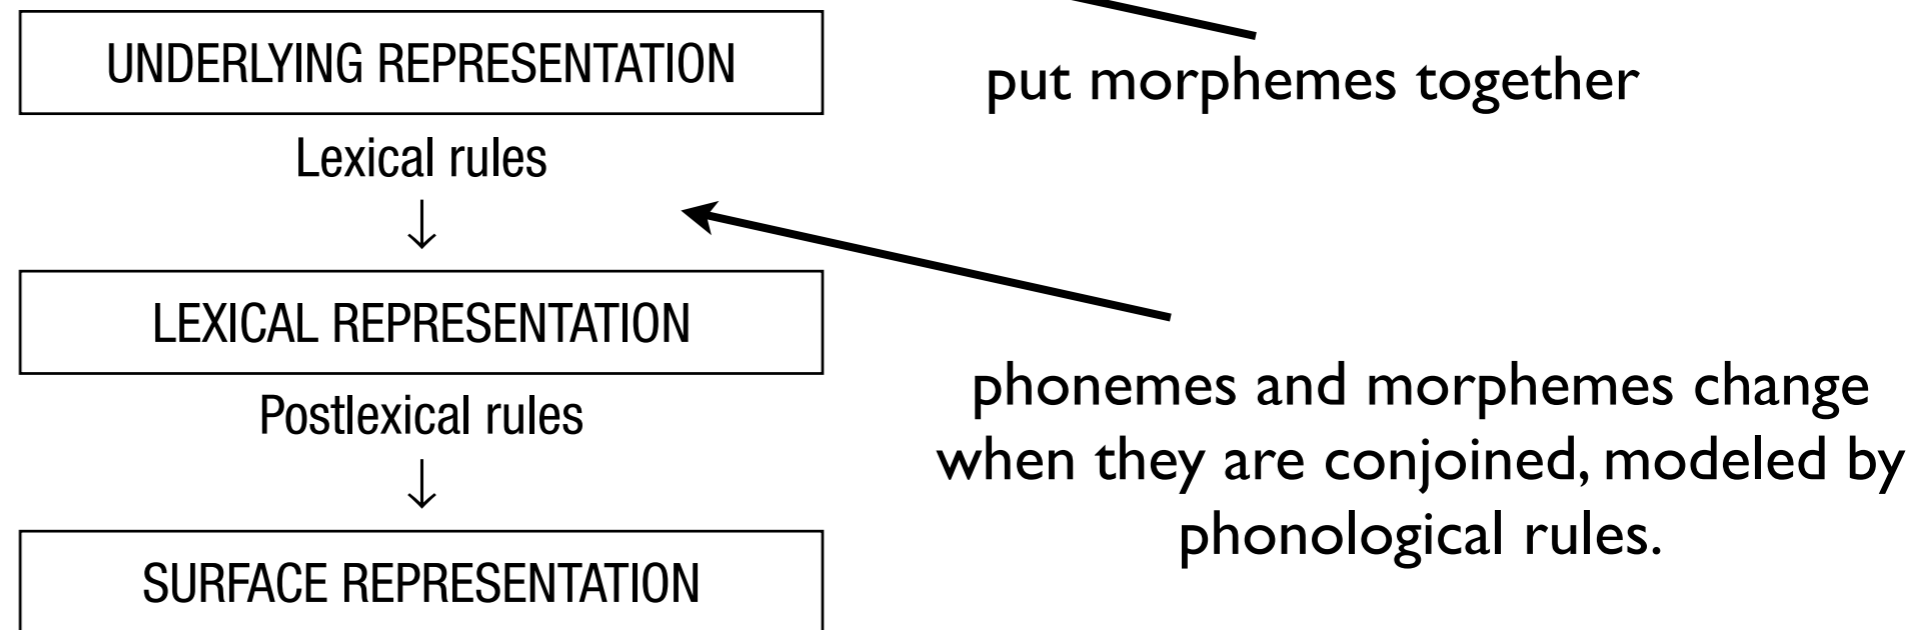 UNDERLYING REPRESENTATION
put morphemes together
Lexical rules
↓
LEXICAL REPRESENTATION
phonemes and morphemes change
when they are conjoined, modeled by
phonological rules.
Postlexical rules
↓
SURFACE REPRESENTATION